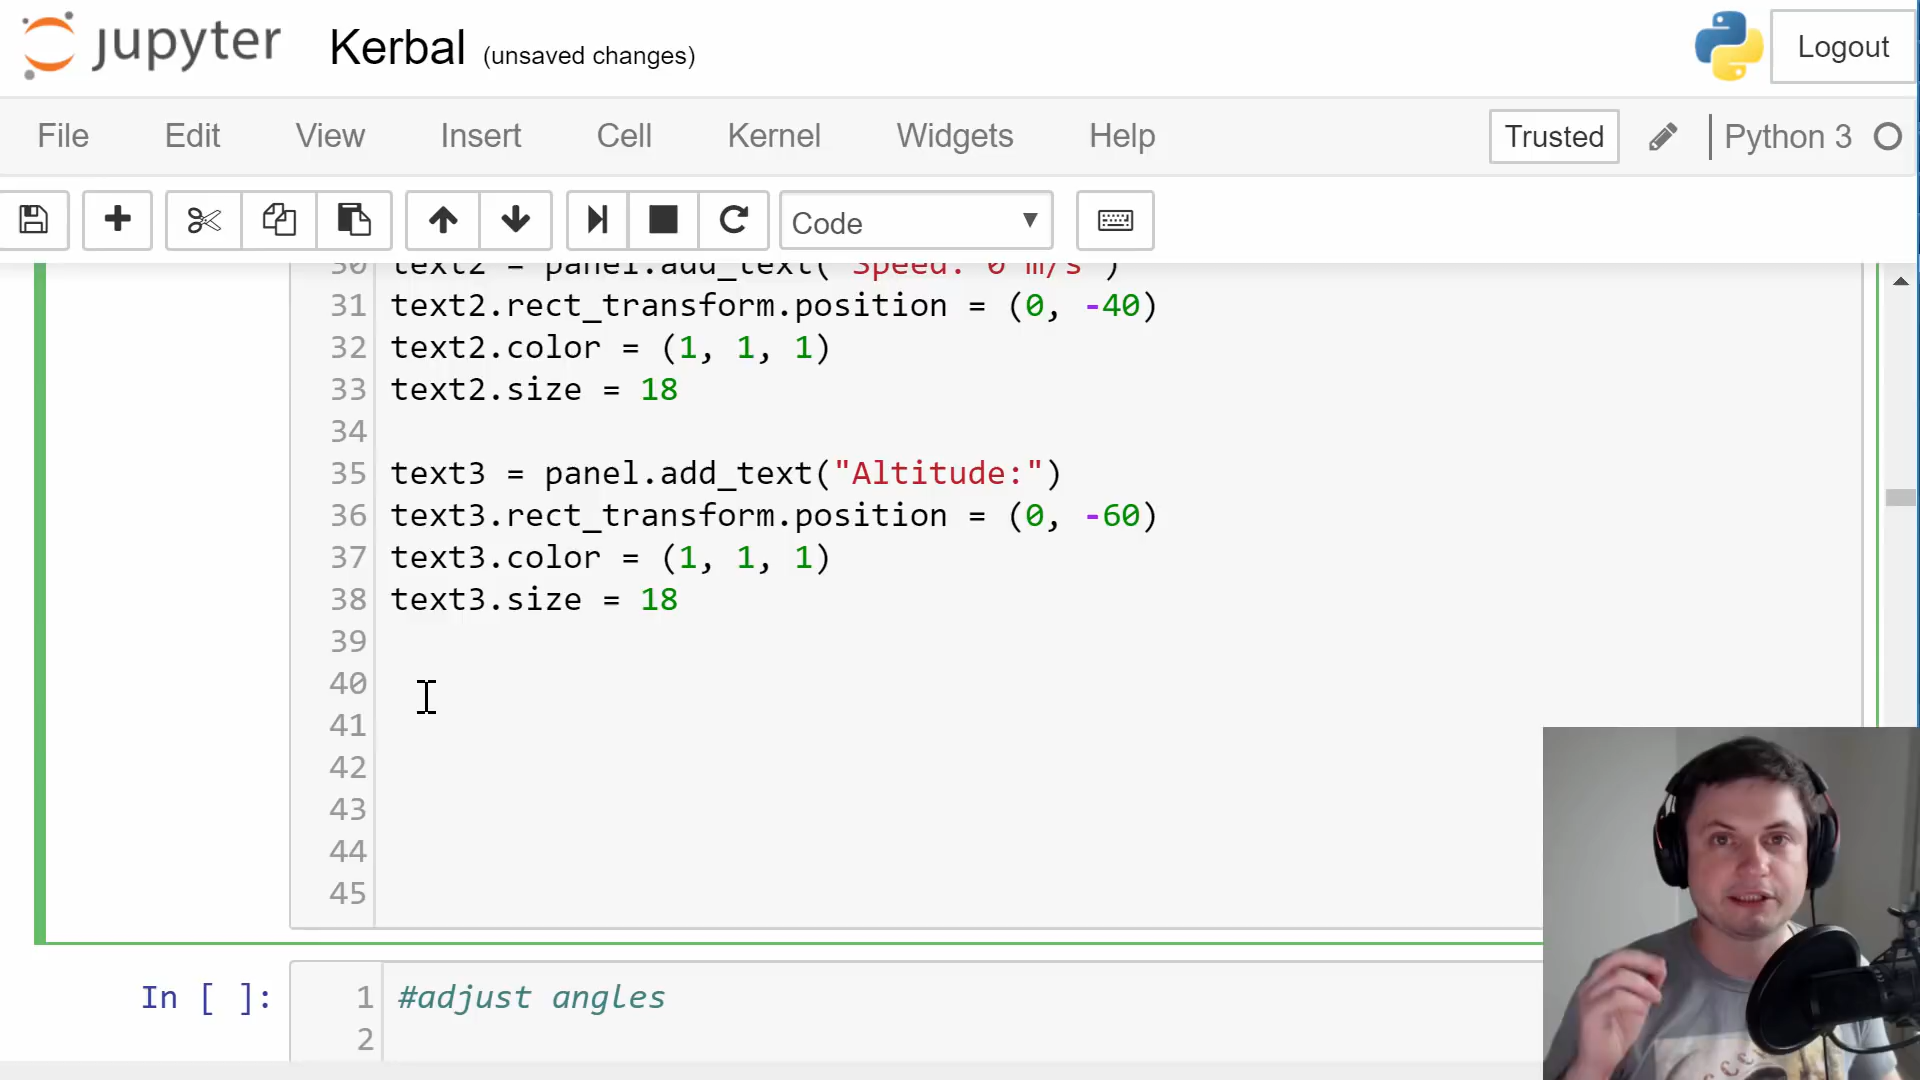 jupyter Kerbal (unsaved changes) Logout
File Edit View Insert Cell Kernel Widgets Help Trusted Python 3
Code
30 text2 = panel.add_text("Speed: 0 m/s")
31 text2.rect_transform.position = (0, -40)
32 text2.color = (1, 1, 1)
33 text2.size = 18
34
35 text3 = panel.add_text("Altitude:")
36 text3.rect_transform.position = (0, -60)
37 text3.color = (1, 1, 1)
38 text3.size = 18
39
40
41
42
43
44
45
In [ ]: 1 #adjust angles
2